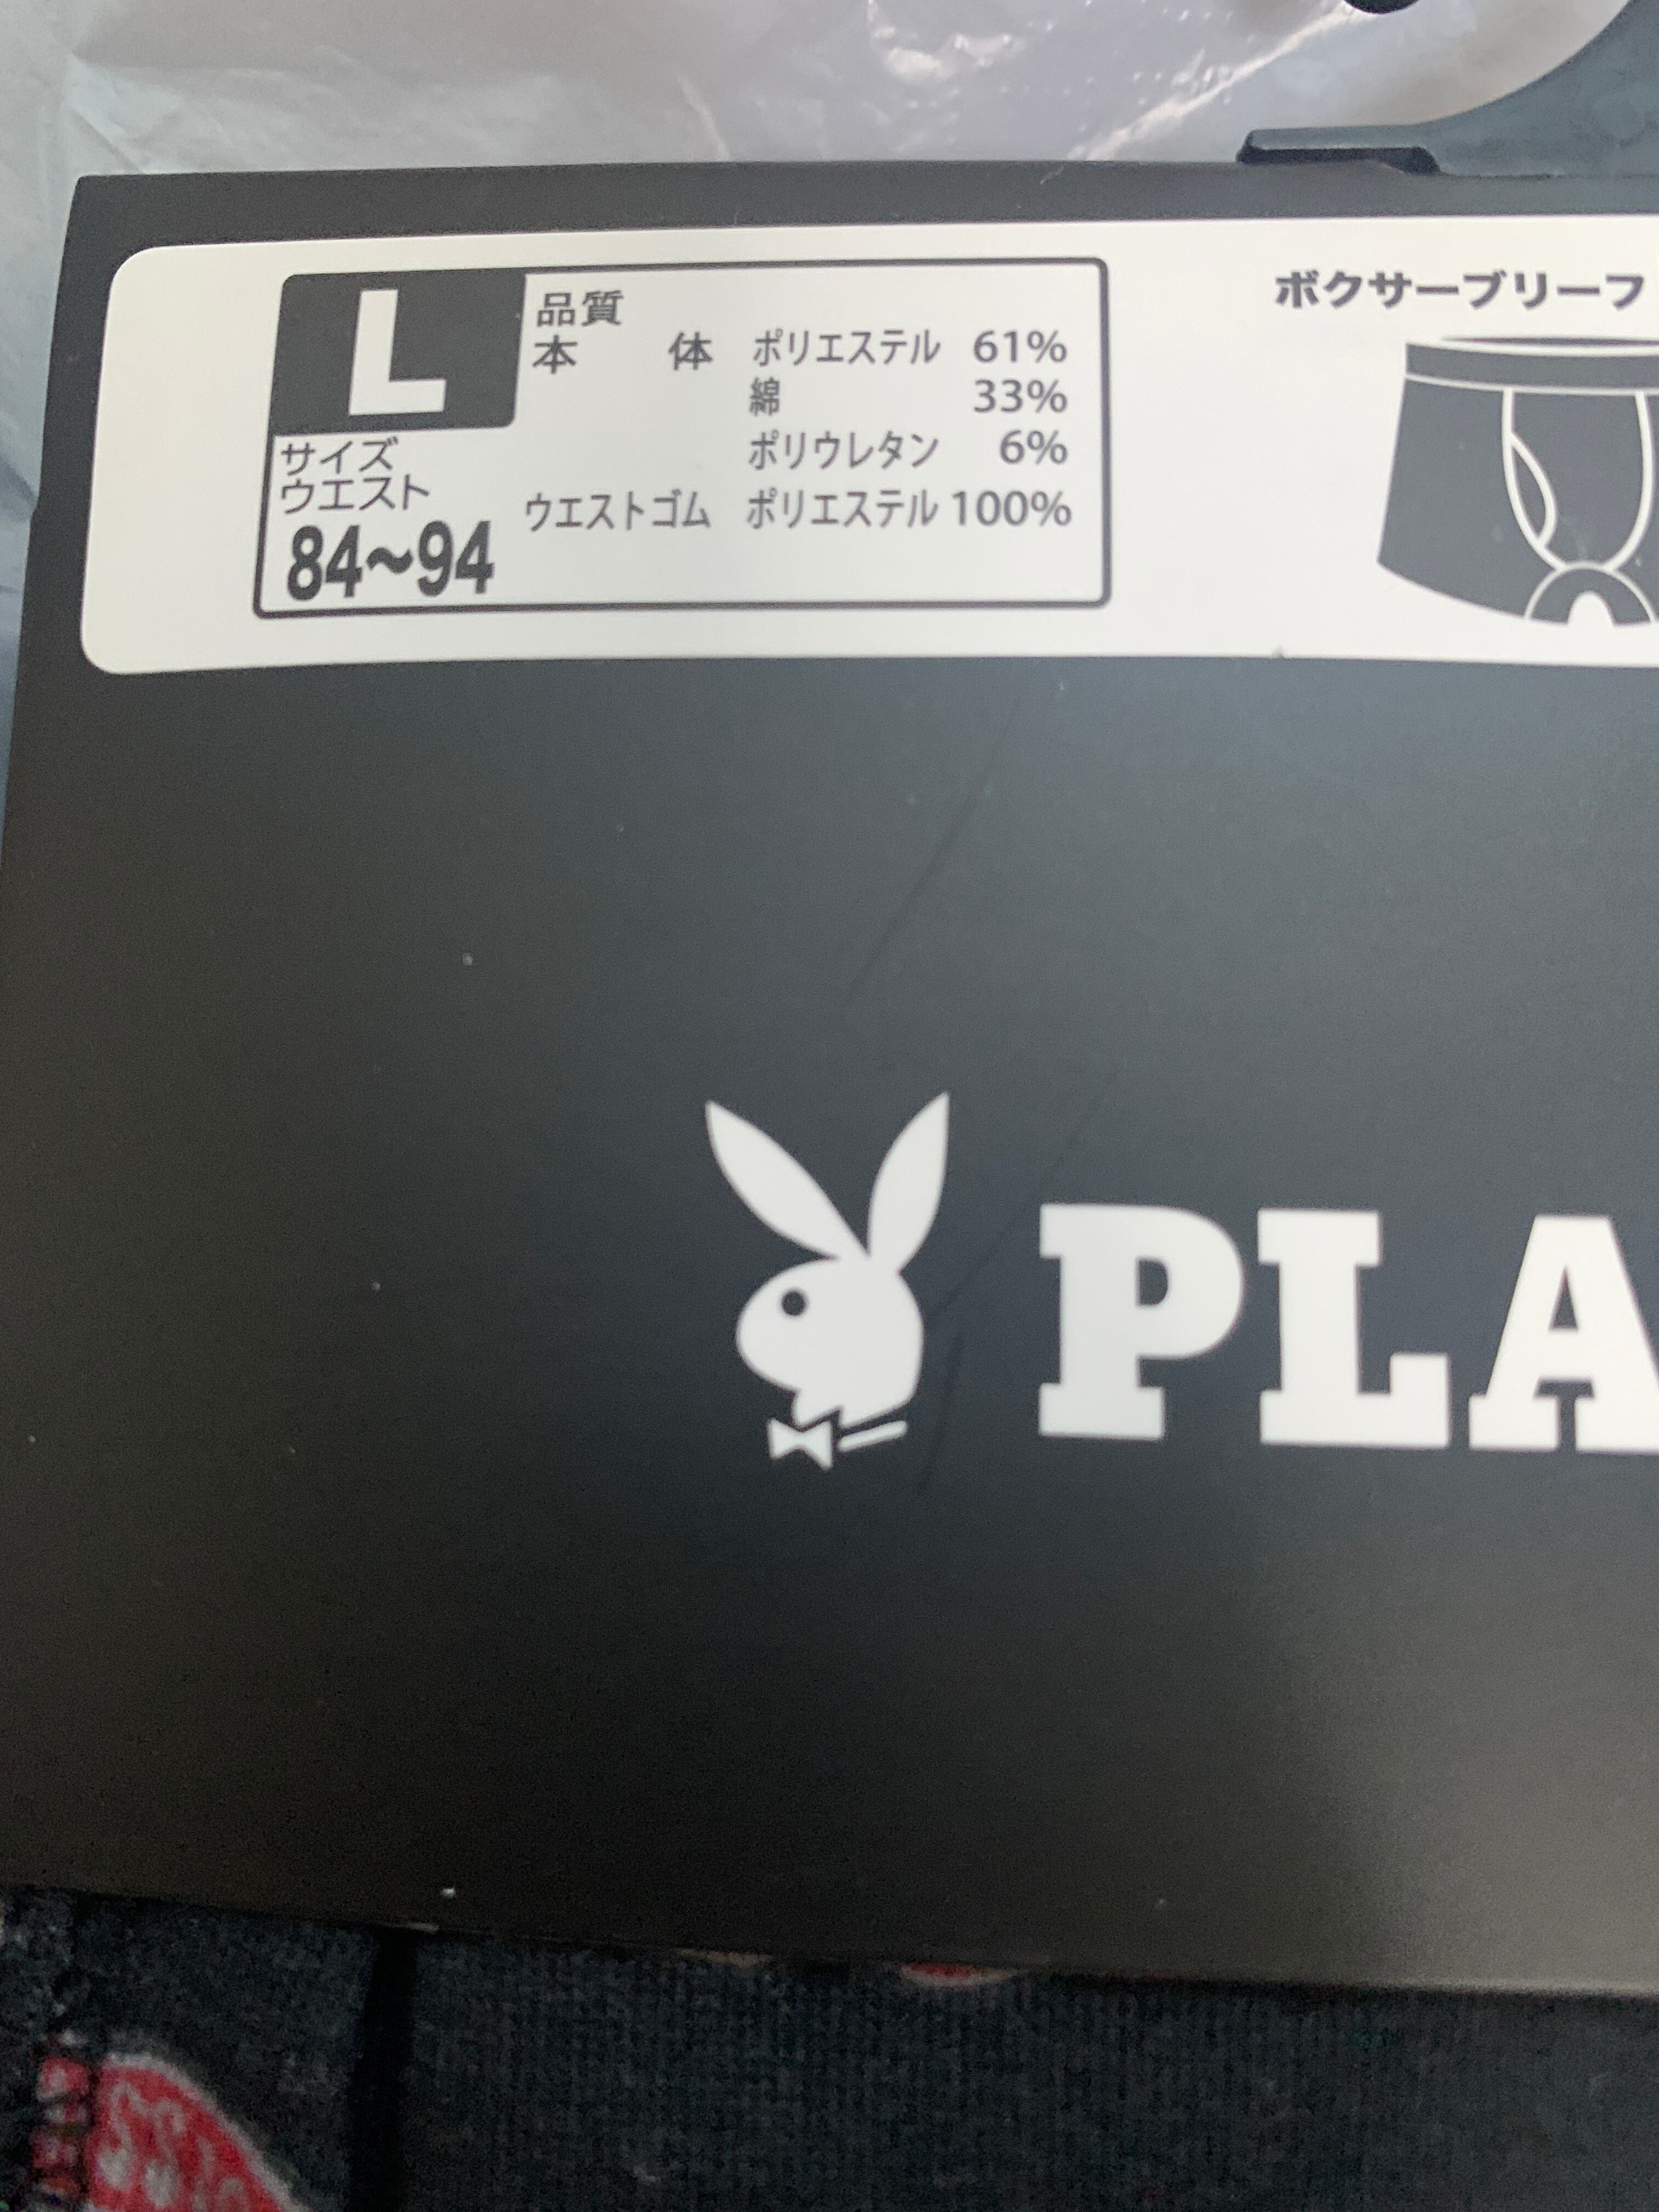 L
サイズ
ウエスト
84~94
品質
本 体 ポリエステル 61%
綿 33%
ポリウレタン 6%
ウエストゴム ポリエステル 100%
ボクサーブリーフ
PLA